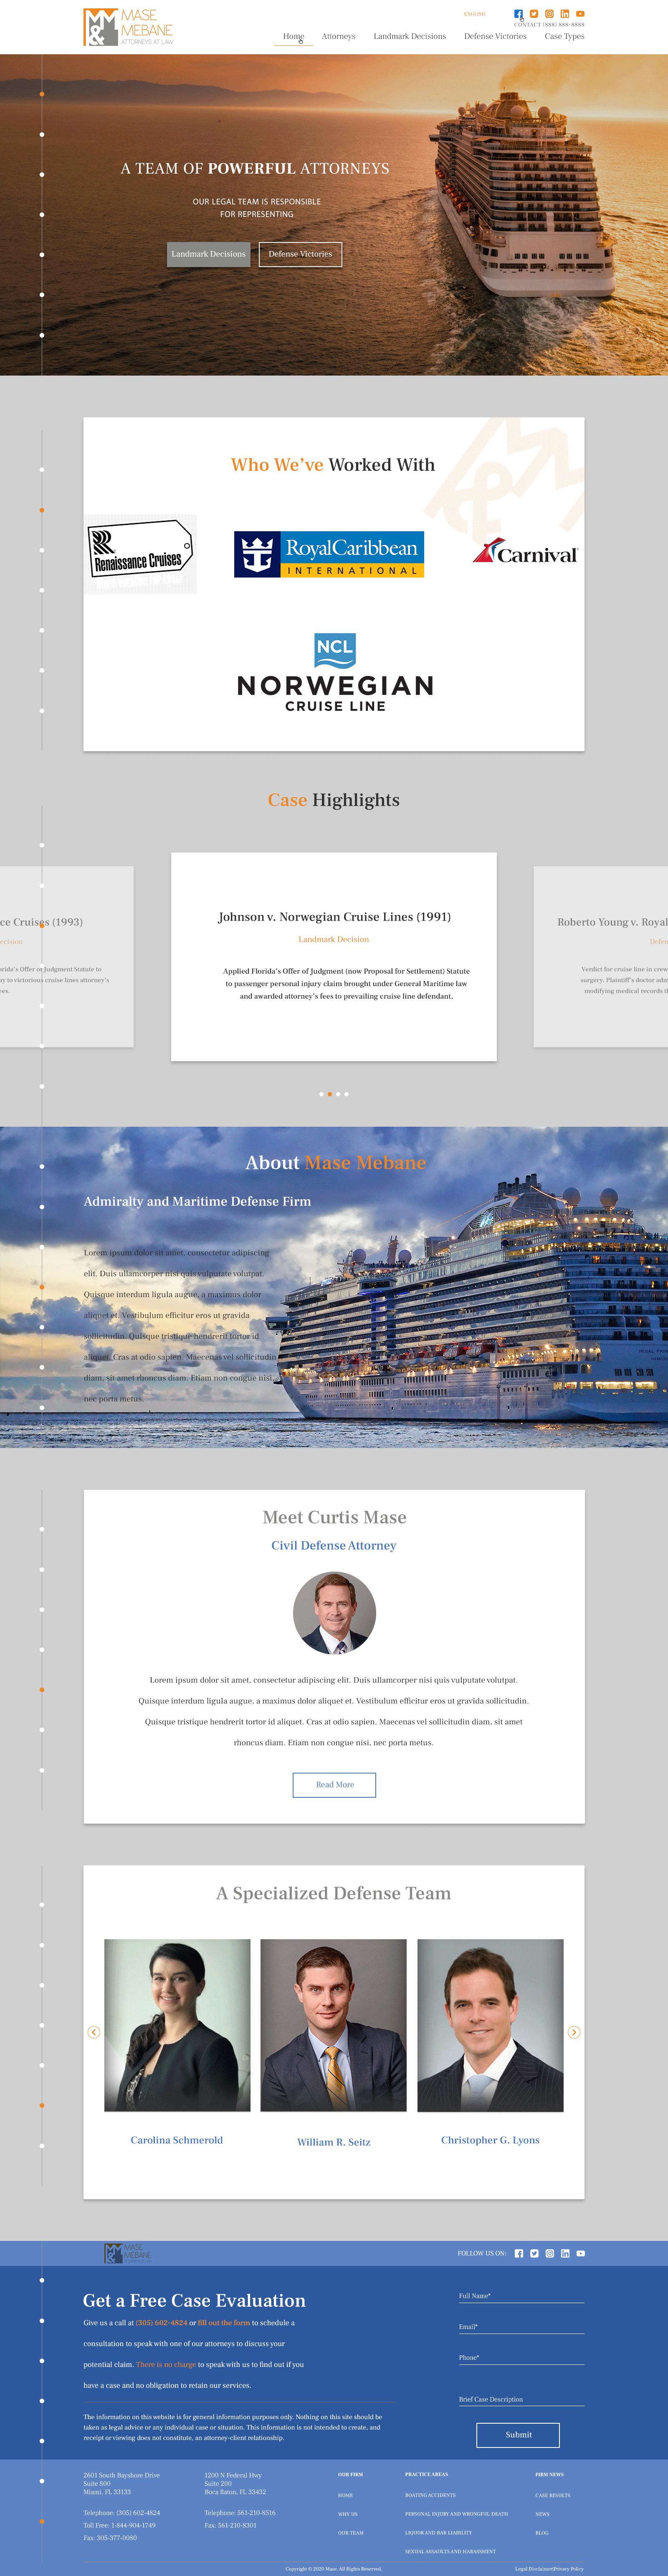 MASE
MEBANE
ATTORNEYS AT LAW
ENGLISH
CONTACT (888) 888-8888
Home
Attorneys
Landmark Decisions
Defense Victories
Case Types
A TEAM OF POWERFUL ATTORNEYS
OUR LEGAL TEAM IS RESPONSIBLE
FOR REPRESENTING
Landmark Decisions
Defense Victories
Who We’ve Worked With
Renaissance Cruises
RoyalCaribbean
INTERNATIONAL
Carnival
NCL
NORWEGIAN
CRUISE LINE
Case Highlights
ce Cruises (1993)
ecision
orida’s Offer of Judgment Statute to
ay to victorious cruise lines attorney’s
ees.
Johnson v. Norwegian Cruise Lines (1991)
Landmark Decision
Applied Florida’s Offer of Judgment (now Proposal for Settlement) Statute
to passenger personal injury claim brought under General Maritime law
and awarded attorney’s fees to prevailing cruise line defendant.
Roberto Young v. Royal
Defen
Verdict for cruise line in crew
surgery. Plaintiff’s doctor adm
modifying medical records th
About Mase Mebane
Admiralty and Maritime Defense Firm
Lorem ipsum dolor sit amet, consectetur adipiscing
elit. Duis ullamcorper nisi quis vulputate volutpat.
Quisque interdum ligula augue, a maximus dolor
aliquet et. Vestibulum efficitur eros ut gravida
sollicitudin. Quisque tristique hendrerit tortor id
aliquet. Cras at odio sapien. Maecenas vel sollicitudin
diam, sit amet rhoncus diam. Etiam non congue nisi,
nec porta metus.
Meet Curtis Mase
Civil Defense Attorney
Lorem ipsum dolor sit amet, consectetur adipiscing elit. Duis ullamcorper nisi quis vulputate volutpat.
Quisque interdum ligula augue, a maximus dolor aliquet et. Vestibulum efficitur eros ut gravida sollicitudin.
Quisque tristique hendrerit tortor id aliquet. Cras at odio sapien. Maecenas vel sollicitudin diam, sit amet
rhoncus diam. Etiam non congue nisi, nec porta metus.
Read More
A Specialized Defense Team
Carolina Schmerold
William R. Seitz
Christopher G. Lyons
MASE
MEBANE
FOLLOW US ON:
Get a Free Case Evaluation
Give us a call at (305) 602-4824 or fill out the form to schedule a
consultation to speak with one of our attorneys to discuss your
potential claim. There is no charge to speak with us to find out if you
have a case and no obligation to retain our services.
The information on this website is for general information purposes only. Nothing on this site should be
taken as legal advice or any individual case or situation. This information is not intended to create, and
receipt or viewing does not constitute, an attorney-client relationship.
Full Name*
Email*
Phone*
Brief Case Description
Submit
2601 South Bayshore Drive
Suite 800
Miami, FL 33133
Telephone: (305) 602-4824
Toll Free: 1-844-904-1749
Fax: 305-377-0080
1200 N Federal Hwy
Suite 200
Boca Raton, FL 33432
Telephone: 561-210-8516
Fax: 561-210-8301
OUR FIRM
HOME
WHY US
OUR TEAM
PRACTICE AREAS
BOATING ACCIDENTS
PERSONAL INJURY AND WRONGFUL DEATH
LIQUOR AND BAR LIABILITY
SEXUAL ASSAULTS AND HARASSMENT
FIRM NEWS
CASE RESULTS
NEWS
BLOG
Copyright © 2020 Mase. All Rights Reserved.
Legal Disclaimer|Privacy Policy